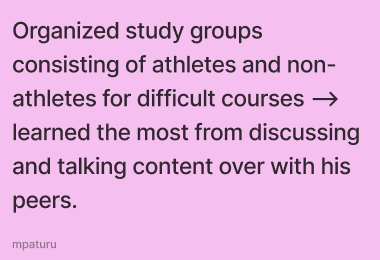 Organized study groups
consisting of athletes and non-
athletes for difficult courses —>
learned the most from discussing
and talking content over with his
peers.
mpaturu